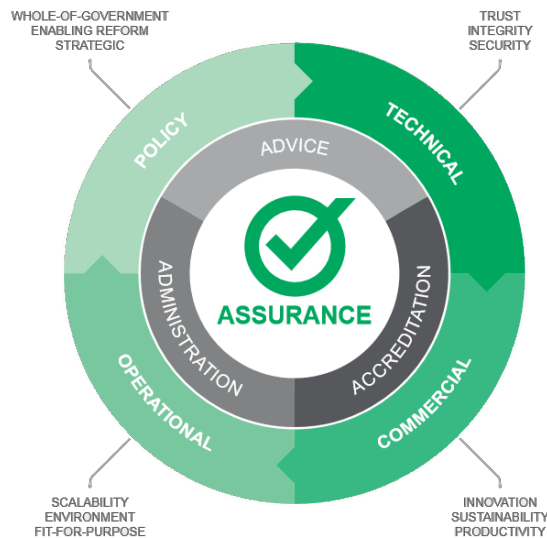 WHOLE-OF-GOVERNMENT
ENABLING REFORM
STRATEGIC
TRUST
INTEGRITY
SECURITY
POLICY
TECHNICAL
ADVICE
ADMINISTRATION
ACCREDITATION
ASSURANCE
OPERATIONAL
COMMERCIAL
SCALABILITY
ENVIRONMENT
FIT-FOR-PURPOSE
INNOVATION
SUSTAINABILITY
PRODUCTIVITY